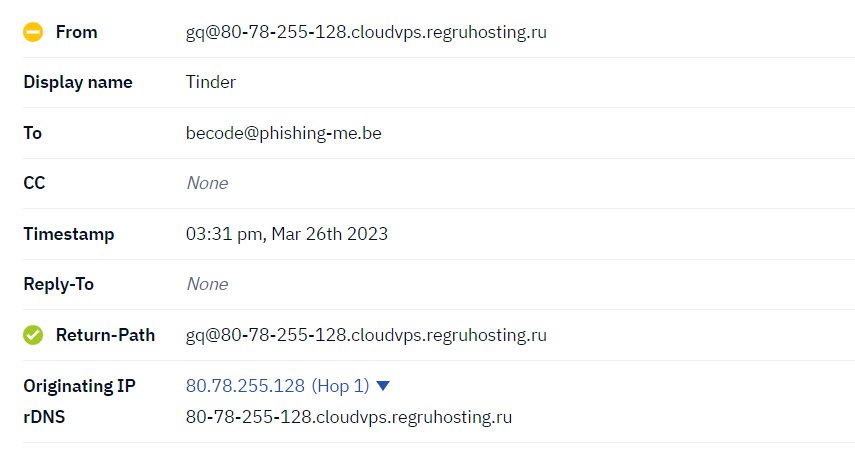 From gq@80-78-255-128.cloudvps.regruhosting.ru
Display name Tinder
To becode@phishing-me.be
CC None
Timestamp 03:31 pm, Mar 26th 2023
Reply-To None
Return-Path gq@80-78-255-128.cloudvps.regruhosting.ru
Originating IP 80.78.255.128 (Hop 1)
rDNS 80-78-255-128.cloudvps.regruhosting.ru